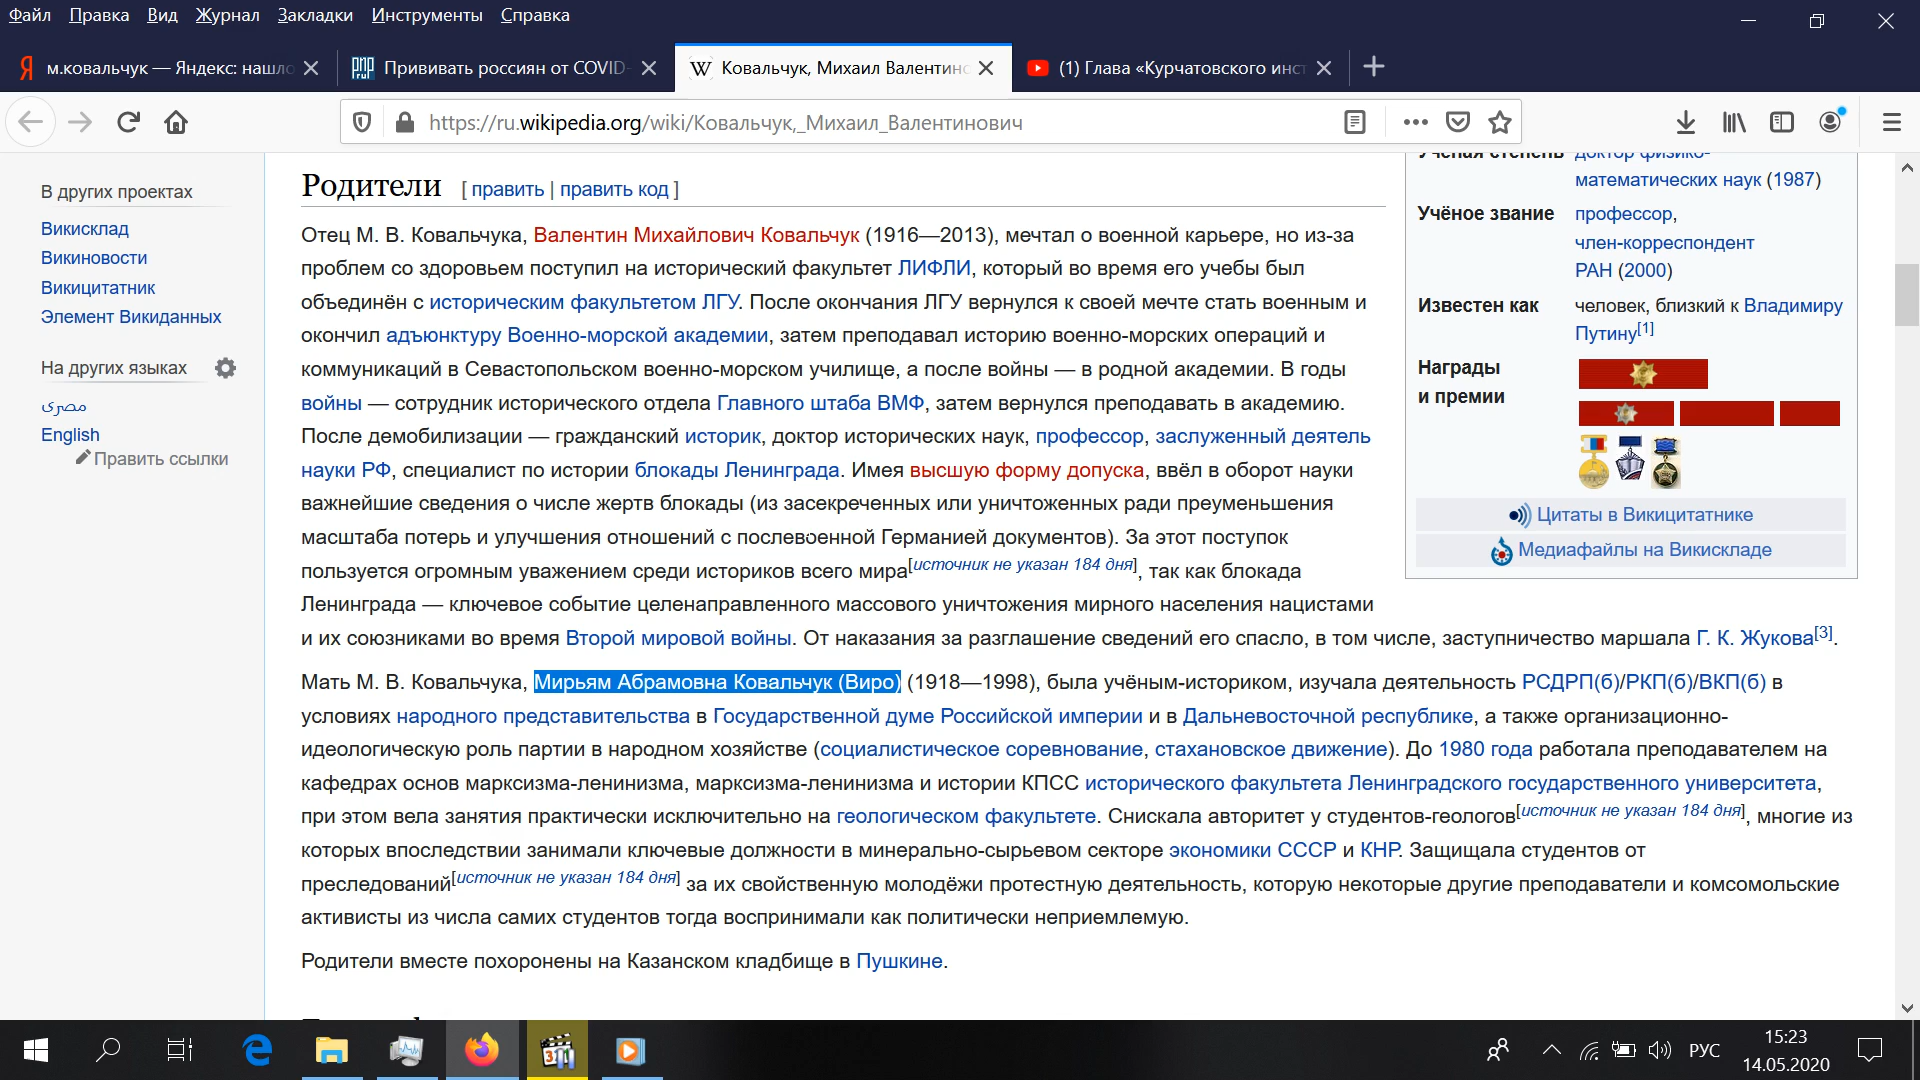 Файл Правка Вид Журнал Закладки Инструменты Справка
м.ковальчук — Яндекс: нашло
Прививать россиян от COVID-
Ковальчук, Михаил Валентино
(1) Глава «Курчатовского инст
https://ru.wikipedia.org/wiki/Ковальчук,_Михаил_Валентинович
В других проектах
Викисклад
Викиновости
Викицитатник
Элемент Викиданных
На других языках
مصرى
English
Править ссылки
Родители [ править | править код ]
Отец М. В. Ковальчука, Валентин Михайлович Ковальчук (1916—2013), мечтал о военной карьере, но из-за
проблем со здоровьем поступил на исторический факультет ЛИФЛИ, который во время его учебы был
объединён с историческим факультетом ЛГУ. После окончания ЛГУ вернулся к своей мечте стать военным и
окончил адъюнктуру Военно-морской академии, затем преподавал историю военно-морских операций и
коммуникаций в Севастопольском военно-морском училище, а после войны — в родной академии. В годы
войны — сотрудник исторического отдела Главного штаба ВМФ, затем вернулся преподавать в академию.
После демобилизации — гражданский историк, доктор исторических наук, профессор, заслуженный деятель
науки РФ, специалист по истории блокады Ленинграда. Имея высшую форму допуска, ввёл в оборот науки
важнейшие сведения о числе жертв блокады (из засекреченных или уничтоженных ради преуменьшения
масштаба потерь и улучшения отношений с послевоенной Германией документов). За этот поступок
пользуется огромным уважением среди историков всего мира[источник не указан 184 дня], так как блокада
Ленинграда — ключевое событие целенаправленного массового уничтожения мирного населения нацистами
и их союзниками во время Второй мировой войны. От наказания за разглашение сведений его спасло, в том числе, заступничество маршала Г. К. Жукова[3].
Мать М. В. Ковальчука, Мирьям Абрамовна Ковальчук (Виро) (1918—1998), была учёным-историком, изучала деятельность РСДРП(б)/РКП(б)/ВКП(б) в
условиях народного представительства в Государственной думе Российской империи и в Дальневосточной республике, а также организационно-
идеологическую роль партии в народном хозяйстве (социалистическое соревнование, стахановское движение). До 1980 года работала преподавателем на
кафедрах основ марксизма-ленинизма, марксизма-ленинизма и истории КПСС исторического факультета Ленинградского государственного университета,
при этом вела занятия практически исключительно на геологическом факультете. Снискала авторитет у студентов-геологов[источник не указан 184 дня], многие из
которых впоследствии занимали ключевые должности в минерально-сырьевом секторе экономики СССР и КНР. Защищала студентов от
преследований[источник не указан 184 дня] за их свойственную молодёжи протестную деятельность, которую некоторые другие преподаватели и комсомольские
активисты из числа самих студентов тогда воспринимали как политически неприемлемую.
Родители вместе похоронены на Казанском кладбище в Пушкине.
Учёная степень доктор физико-
математических наук (1987)
Учёное звание профессор,
член-корреспондент
РАН (2000)
Известен как человек, близкий к Владимиру
Путину[1]
Награды
и премии
Цитаты в Викицитатнике
Медиафайлы на Викискладе
РУС
15:23
14.05.2020